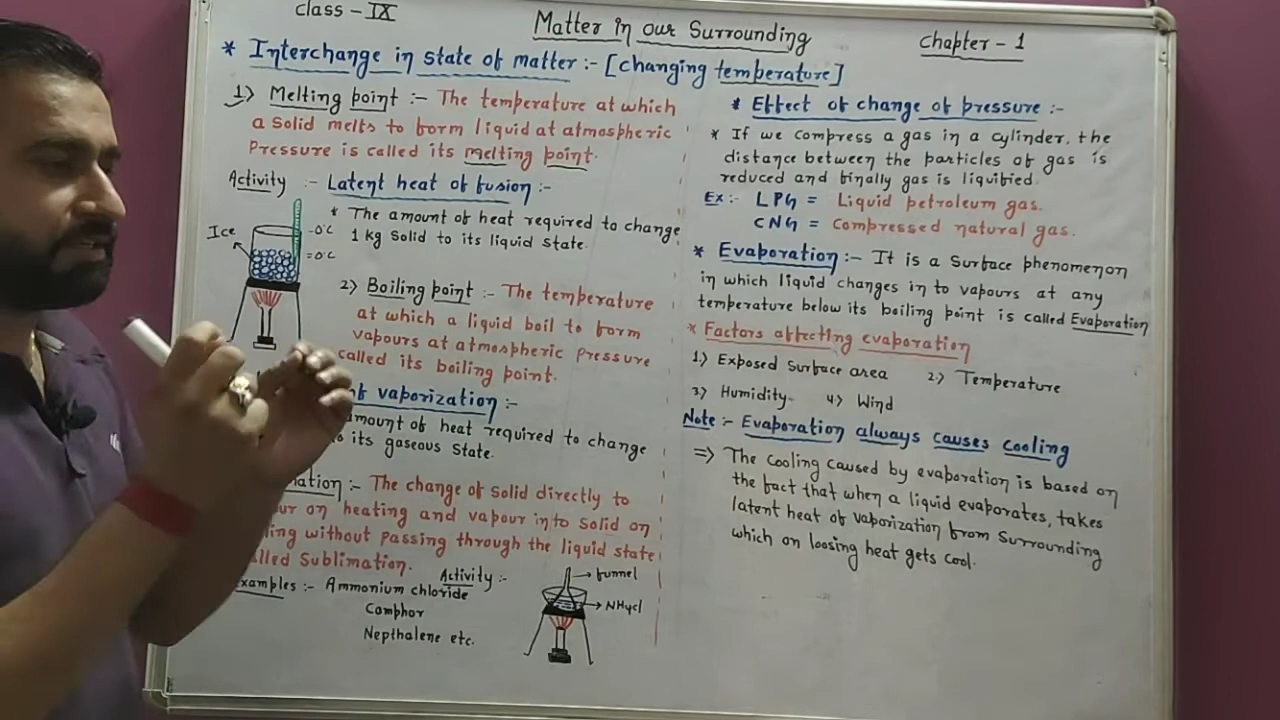 Class - IX
Matter in our Surrounding
Chapter - 1
* Interchange in state of matter :- [changing temperature]
1) Melting point :- The temperature at which
a Solid melts to form liquid at atmospheric
Pressure is called its melting point.
Activity :- Latent heat of fusion :-
* The amount of heat required to change
1 kg Solid to its liquid state.
Ice
-0°C
=0°C
2) Boiling point :- The temperature
at which a liquid boil to form
vapours at atmospheric pressure
called its boiling point.
of vaporization :-
amount of heat required to change
its gaseous state.
mation :- The change of Solid directly to
ur on heating and vapour into Solid on
ling without passing through the liquid state
lled Sublimation.
Examples :- Ammonium chloride
Camphor
Nepthalene etc.
Activity :-
funnel
NH4Cl
* Effect of change of pressure :-
* If we compress a gas in a cylinder, the
distance between the particles of gas is
reduced and finally gas is liquified.
Ex :- LPG = Liquid petroleum gas.
CNG = Compressed natural gas.
* Evaporation :- It is a Surface phenomenon
in which liquid changes in to vapours at any
temperature below its boiling point is called Evaporation
* Factors affecting evaporation
1.) Exposed Surface area 2.) Temperature
3) Humidity 4.) Wind
Note :- Evaporation always causes cooling
=> The Cooling caused by evaporation is based on
the fact that when a liquid evaporates, takes
latent heat of vaporization from Surrounding
which on loosing heat gets cool.